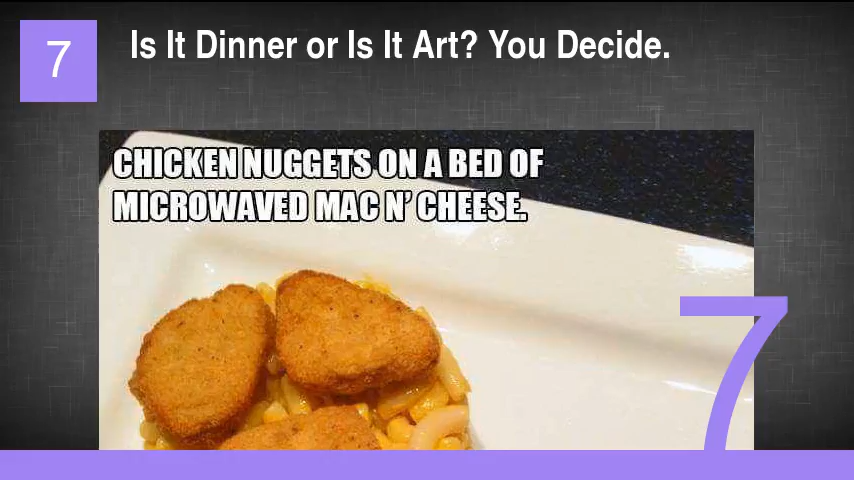 7
Is It Dinner or Is It Art? You Decide.
CHICKEN NUGGETS ON A BED OF
MICROWAVED MAC N' CHEESE.
7